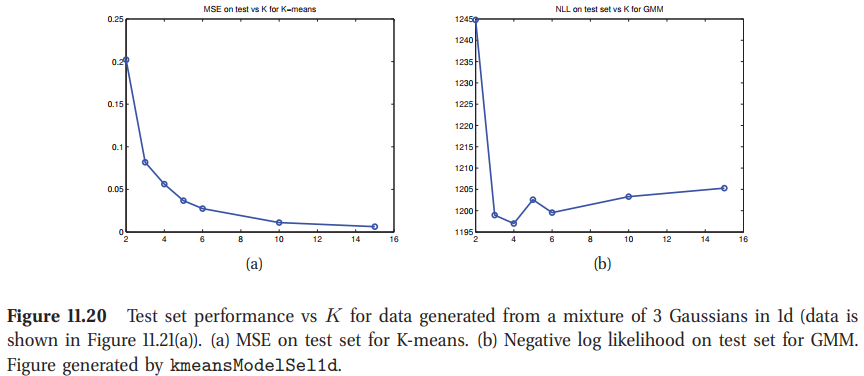 MSE on test vs K for K-means
0.25
0.2
0.15
0.1
0.05
0
2 4 6 8 10 12 14 16
(a)
NLL on test set vs K for GMM
1245
1240
1235
1230
1225
1220
1215
1210
1205
1200
1195
2 4 6 8 10 12 14 16
(b)
Figure 11.20 Test set performance vs K for data generated from a mixture of 3 Gaussians in 1d (data is
shown in Figure 11.21(a)). (a) MSE on test set for K-means. (b) Negative log likelihood on test set for GMM.
Figure generated by kmeansModelSel1d.